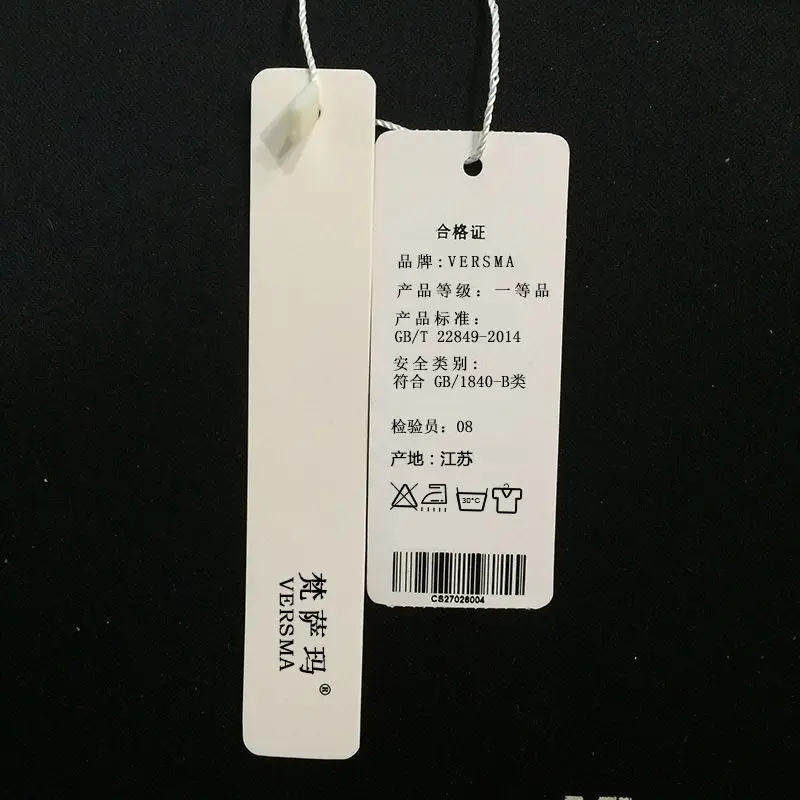 梵萨玛®
VERSMA
合格证
品牌:VERSMA
产品等级:一等品
产品标准:
GB/T 22849-2014
安全类别:
符合 GB/1840-B类
检验员: 08
产地:江苏
30°C
CS27026004